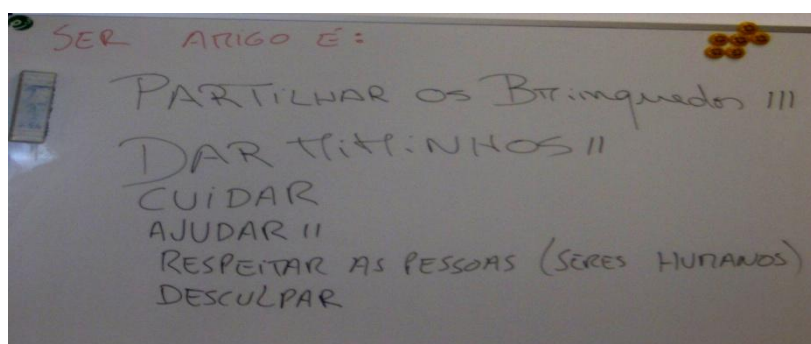 SER AMIGO É:
PARTILHAR OS Brinquedos III
DAR MIMINHOS II
CUIDAR
AJUDAR II
RESPEITAR AS PESSOAS (SERES HUMANOS)
DESCULPAR